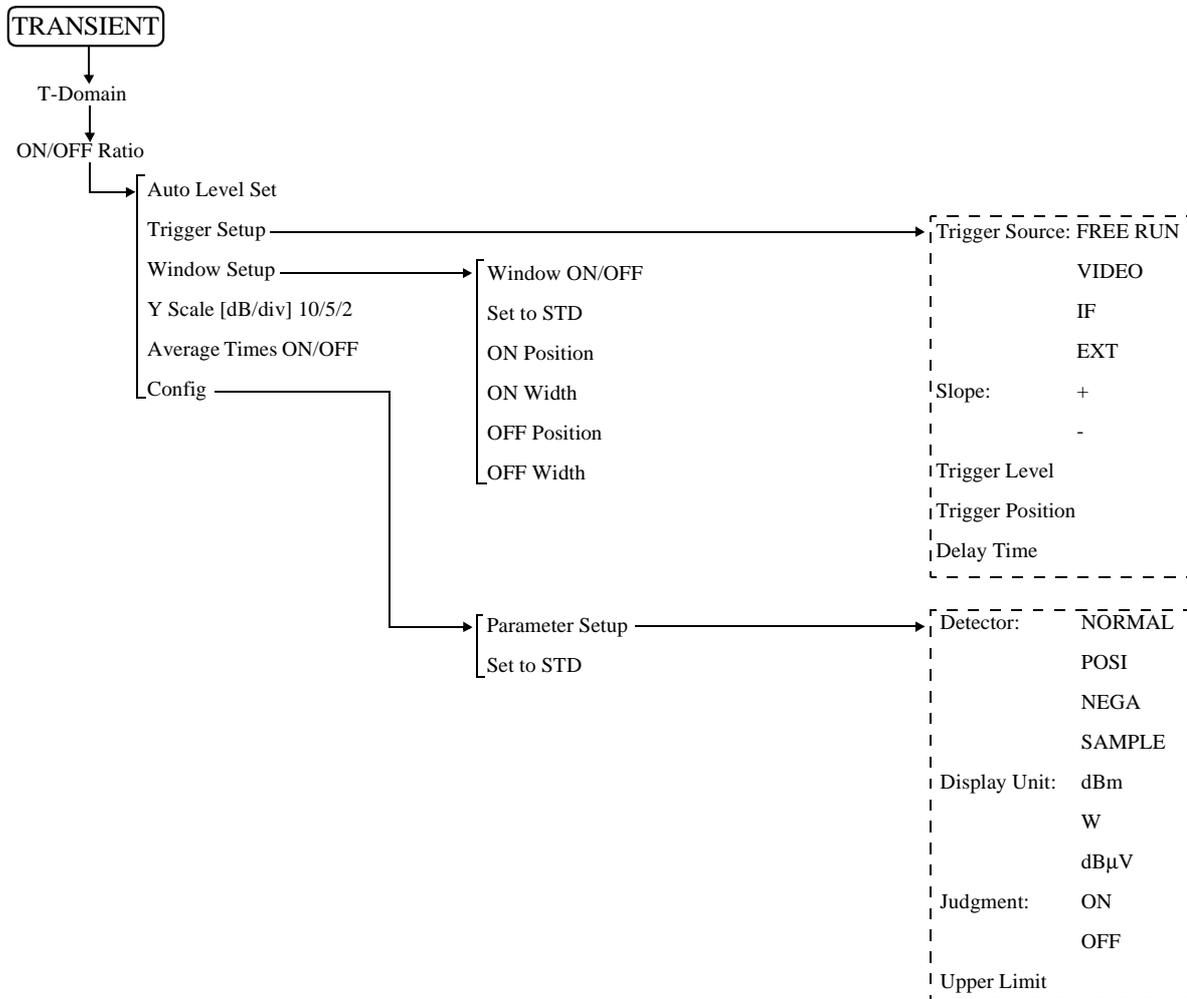 TRANSIENT
T-Domain
ON/OFF Ratio
Auto Level Set
Trigger Setup
Window Setup
Y Scale [dB/div] 10/5/2
Average Times ON/OFF
Config
Window ON/OFF
Set to STD
ON Position
ON Width
OFF Position
OFF Width
Trigger Source: FREE RUN
VIDEO
IF
EXT
Slope: +
-
Trigger Level
Trigger Position
Delay Time
Parameter Setup
Set to STD
Detector: NORMAL
POSI
NEGA
SAMPLE
Display Unit: dBm
W
dBμV
Judgment: ON
OFF
Upper Limit